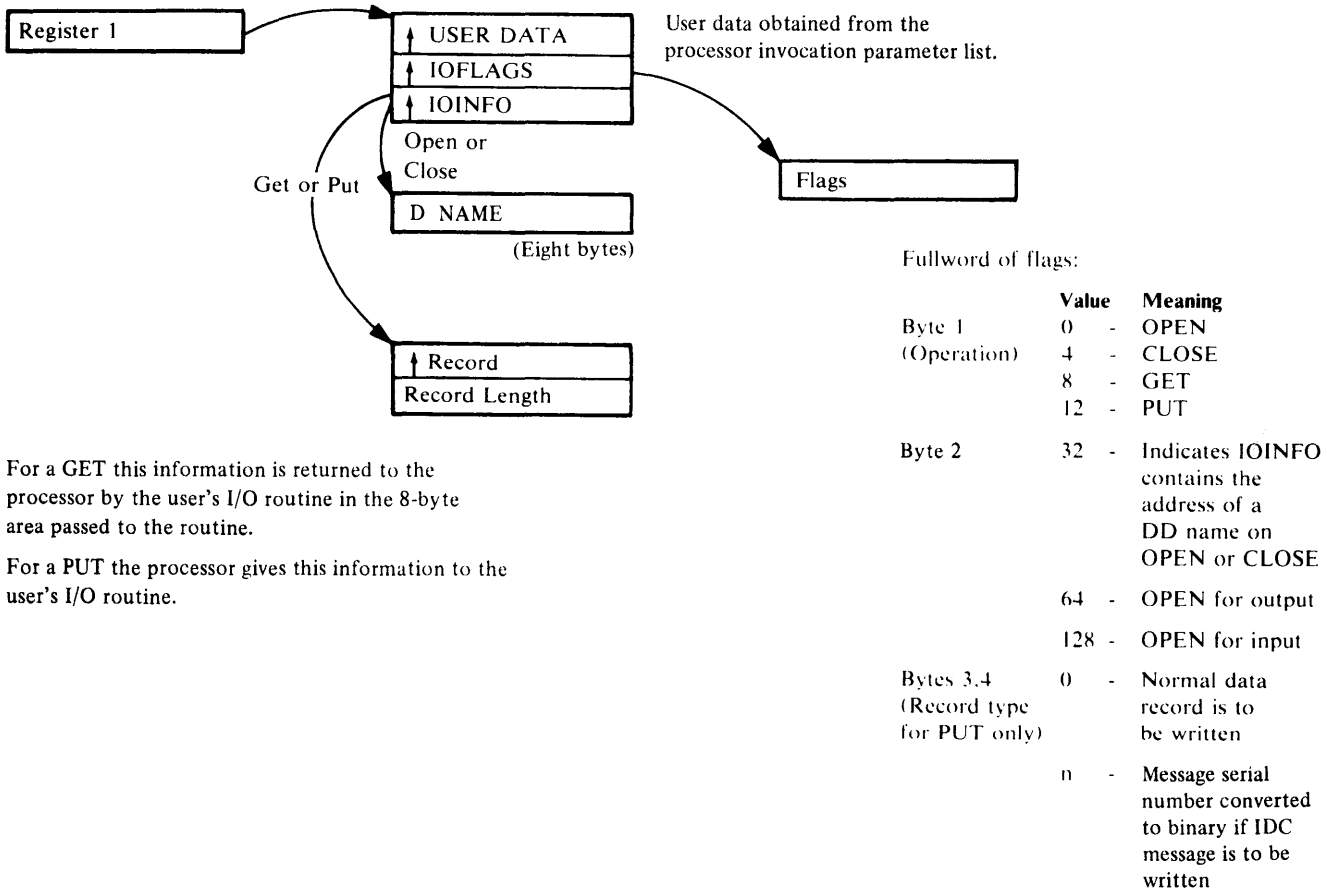 Register 1
USER DATA
IOFLAGS
IOINFO
User data obtained from the
processor invocation parameter list.
Open or
Close
Get or Put
D NAME
(Eight bytes)
Flags
Record
Record Length
For a GET this information is returned to the
processor by the user's I/O routine in the 8-byte
area passed to the routine.
For a PUT the processor gives this information to the
user's I/O routine.
Fullword of flags:
Value Meaning
Byte 1 0 - OPEN
(Operation) 4 - CLOSE
8 - GET
12 - PUT
Byte 2 32 - Indicates IOINFO
contains the
address of a
DD name on
OPEN or CLOSE
64 - OPEN for output
128 - OPEN for input
Bytes 3,4 0 - Normal data
(Record type record is to
for PUT only) be written
n - Message serial
number converted
to binary if IDC
message is to be
written